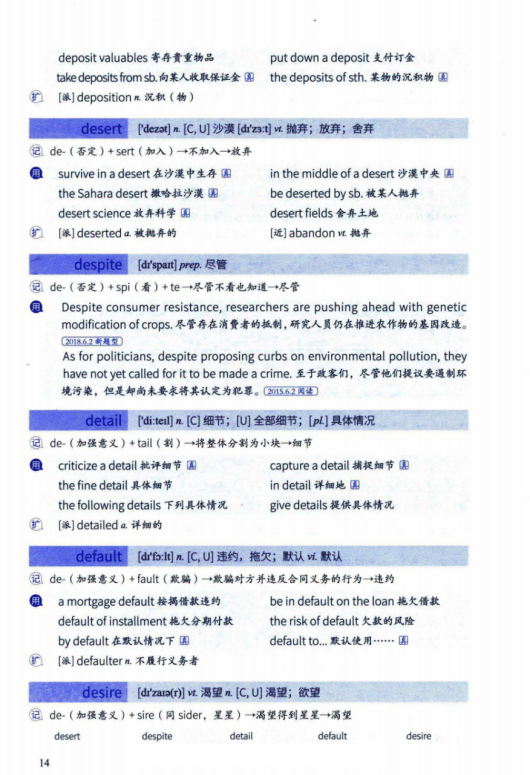 deposit valuables 寄存贵重物品 put down a deposit 支付订金
take deposits from sb. 向某人收取保证金 真 the deposits of sth. 某物的沉积物 真
扩 [派] deposition n. 沉积(物)
desert ['dezət] n. [C, U] 沙漠 [dɪ'zɜ:t] vt. 抛弃;放弃;舍弃
记 de-(否定)+ sert(加入)→不加入→放弃
用 survive in a desert 在沙漠中生存 真 in the middle of a desert 沙漠中央 真
the Sahara desert 撒哈拉沙漠 真 be deserted by sb. 被某人抛弃
desert science 放弃科学 真 desert fields 舍弃土地
扩 [派] deserted a. 被抛弃的 [近] abandon vt. 抛弃
despite [dɪ'spaɪt] prep. 尽管
记 de-(否定)+ spi(看)+ te→尽管不看也知道→尽管
用 Despite consumer resistance, researchers are pushing ahead with genetic
modification of crops. 尽管存在消费者的抵制,研究人员仍在推进农作物的基因改造。
2018.6.2 新题型
As for politicians, despite proposing curbs on environmental pollution, they
have not yet called for it to be made a crime. 至于政客们,尽管他们提议要遏制环
境污染,但是却尚未要求将其认定为犯罪。2015.6.2 阅读
detail ['di:teɪl] n. [C] 细节;[U] 全部细节;[pl.] 具体情况
记 de-(加强意义)+ tail(割)→将整体分割为小块→细节
用 criticize a detail 批评细节 真 capture a detail 捕捉细节 真
the fine detail 具体细节 in detail 详细地 真
the following details 下列具体情况 give details 提供具体情况
扩 [派] detailed a. 详细的
default [dɪ'fɔ:lt] n. [C, U] 违约,拖欠;默认 vi. 默认
记 de-(加强意义)+ fault(欺骗)→欺骗对方并违反合同义务的行为→违约
用 a mortgage default 按揭借款违约 be in default on the loan 拖欠借款
default of installment 拖欠分期付款 the risk of default 欠款的风险
by default 在默认情况下 真 default to... 默认使用…… 真
扩 [派] defaulter n. 不履行义务者
desire [dɪ'zaɪə(r)] vt. 渴望 n. [C, U] 渴望;欲望
记 de-(加强意义)+ sire(同 sider,星星)→渴望得到星星→渴望
desert despite detail default desire
14